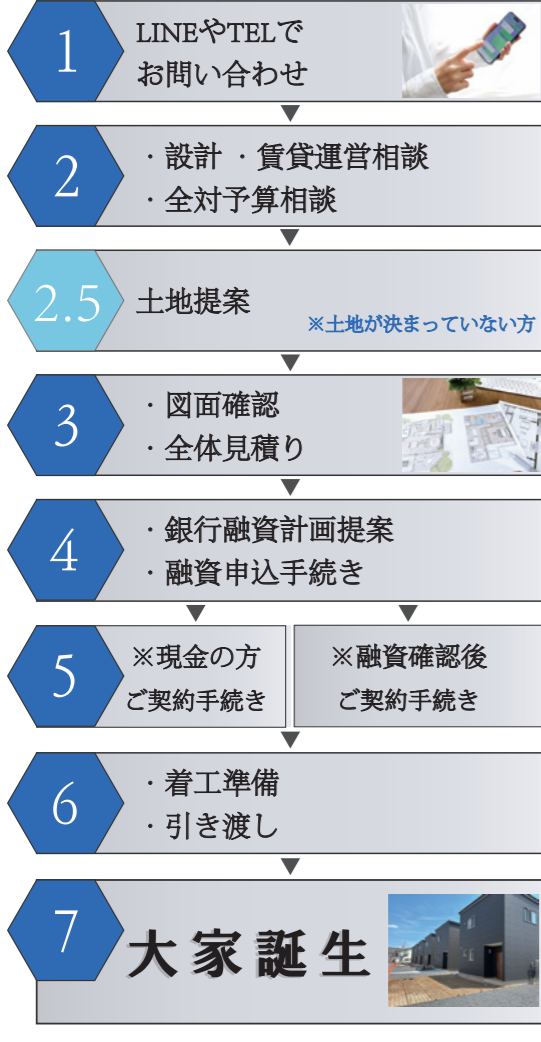 1
LINEやTELで
お問い合わせ
2
・設計 ・賃貸運営相談
・全対予算相談
2.5
土地提案
※土地が決まっていない方
3
・図面確認
・全体見積り
4
・銀行融資計画提案
・融資申込手続き
5
※現金の方
ご契約手続き
※融資確認後
ご契約手続き
6
・着工準備
・引き渡し
7
大家誕生